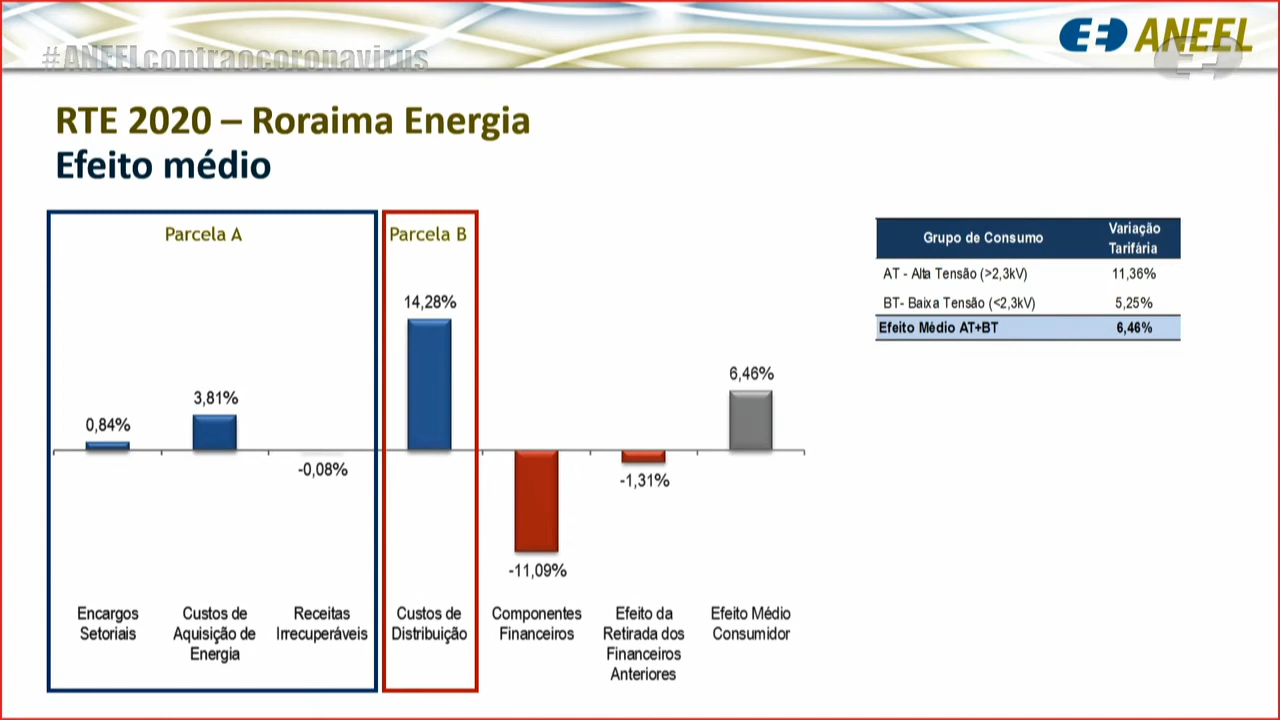 #ANEELcontraocoronavirus
ANEEL
RTE 2020 – Roraima Energia
Efeito médio
Parcela A
Parcela B
0,84%
3,81%
-0,08%
14,28%
-11,09%
-1,31%
6,46%
Encargos
Setoriais
Custos de
Aquisição de
Energia
Receitas
Irrecuperáveis
Custos de
Distribuição
Componentes
Financeiros
Efeito da
Retirada dos
Financeiros
Anteriores
Efeito Médio
Consumidor
Grupo de Consumo
Variação
Tarifária
AT - Alta Tensão (>2,3kV) 11,36%
BT- Baixa Tensão (<2,3kV) 5,25%
Efeito Médio AT+BT 6,46%